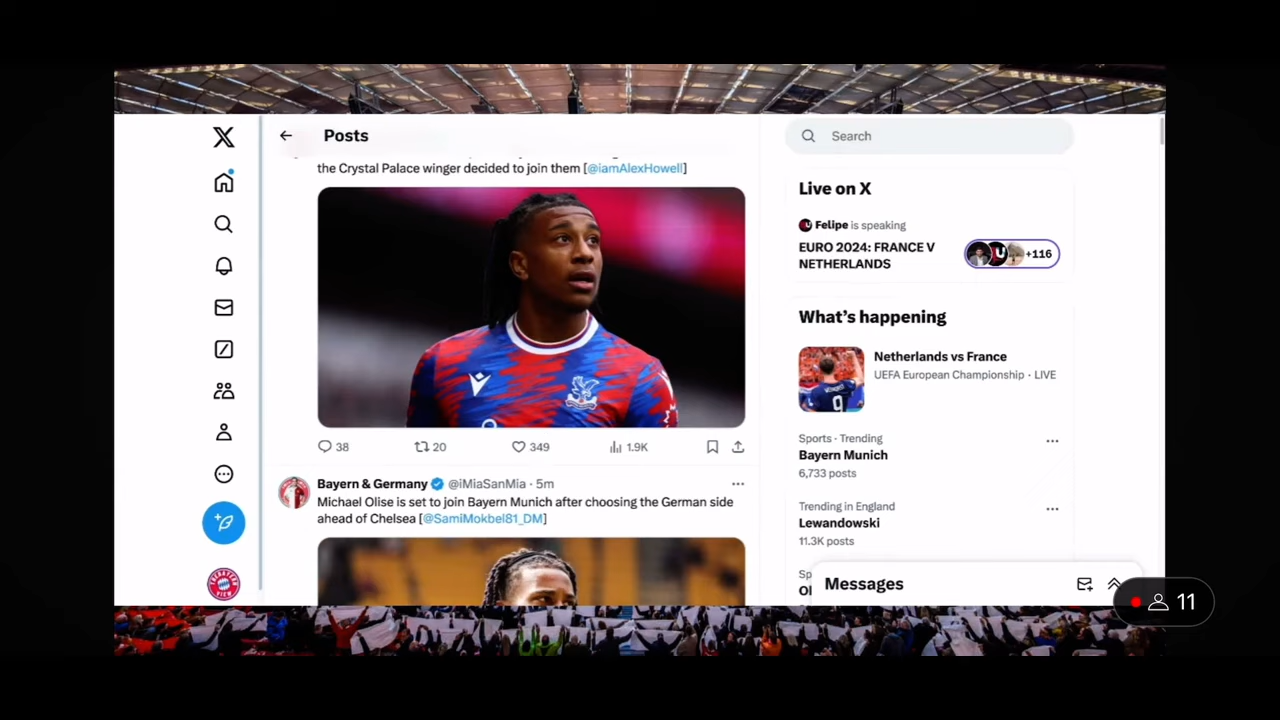 Posts
the Crystal Palace winger decided to join them [@iamAlexHowell]
38
20
349
1.9K
Bayern & Germany @iMiaSanMia · 5m
Michael Olise is set to join Bayern Munich after choosing the German side
ahead of Chelsea [@SamiMokbel81_DM]
Search
Live on X
Felipe is speaking
EURO 2024: FRANCE V
NETHERLANDS
+116
What's happening
Netherlands vs France
UEFA European Championship · LIVE
9
Sports · Trending
Bayern Munich
6,733 posts
Trending in England
Lewandowski
11.3K posts
Sp
Ol
Messages
11